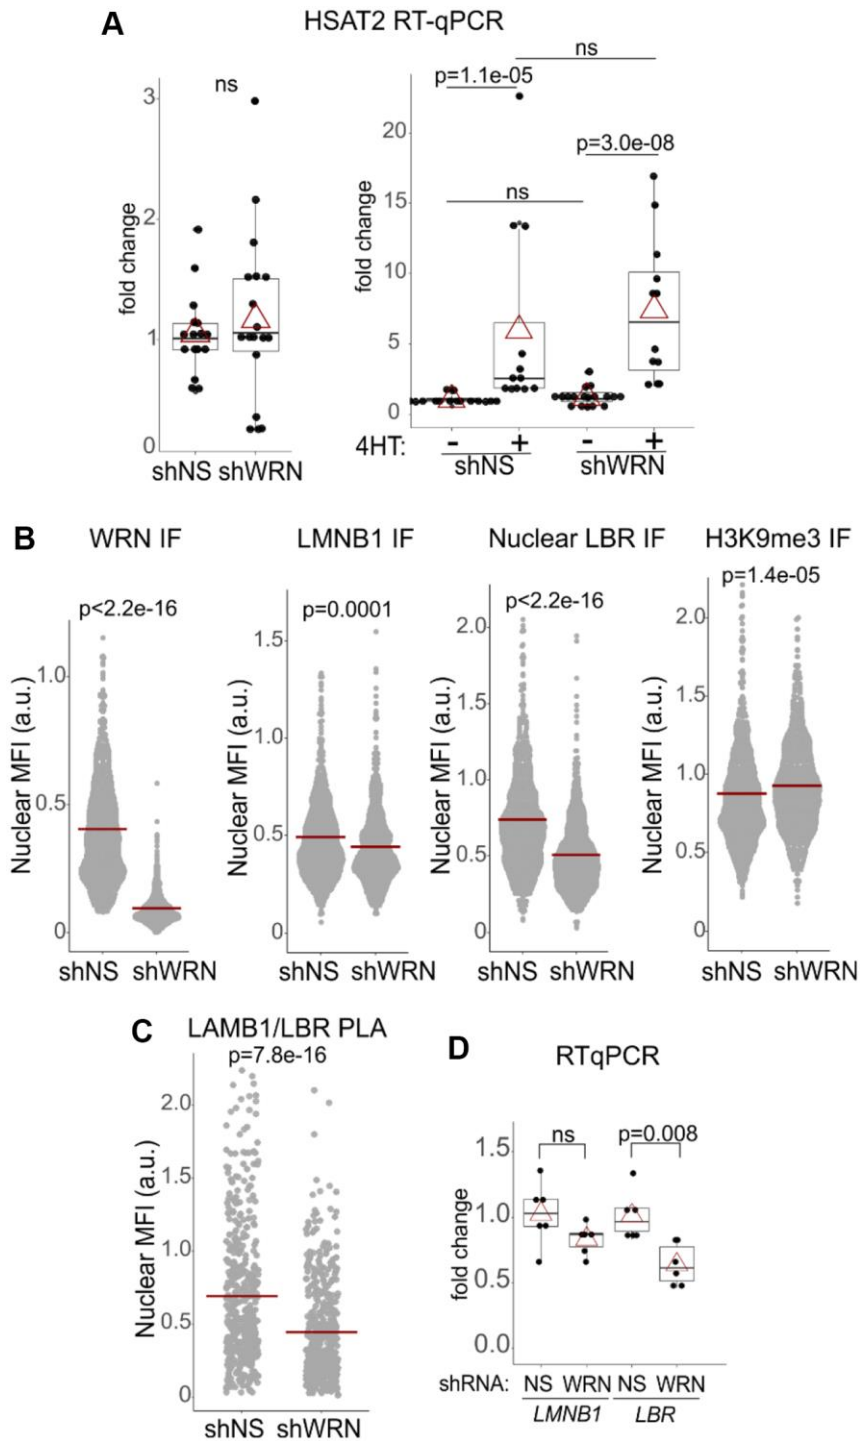 A
HSAT2 RT-qPCR
ns
fold change
3
2
1
0
shNS shWRN
ns
p=1.1e-05
p=3.0e-08
ns
fold change
20
15
10
5
0
4HT: - + - +
shNS shWRN
B
WRN IF
p<2.2e-16
Nuclear MFI (a.u.)
1.0
0.5
0
shNS shWRN
LMNB1 IF
p=0.0001
Nuclear MFI (a.u.)
1.5
1.0
0.5
0
shNS shWRN
Nuclear LBR IF
p<2.2e-16
Nuclear MFI (a.u.)
2.0
1.5
1.0
0.5
0
shNS shWRN
H3K9me3 IF
p=1.4e-05
Nuclear MFI (a.u.)
2.0
1.5
1.0
0.5
0
shNS shWRN
C
LAMB1/LBR PLA
p=7.8e-16
Nuclear MFI (a.u.)
2.0
1.5
1.0
0.5
0
shNS shWRN
D
RTqPCR
ns
p=0.008
fold change
1.5
1.0
0.5
0.0
shRNA: NS WRN NS WRN
LMNB1 LBR